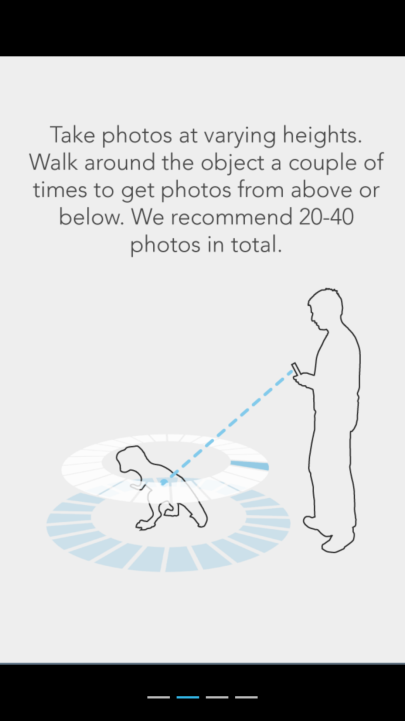 Take photos at varying heights.
Walk around the object a couple of
times to get photos from above or
below. We recommend 20-40
photos in total.